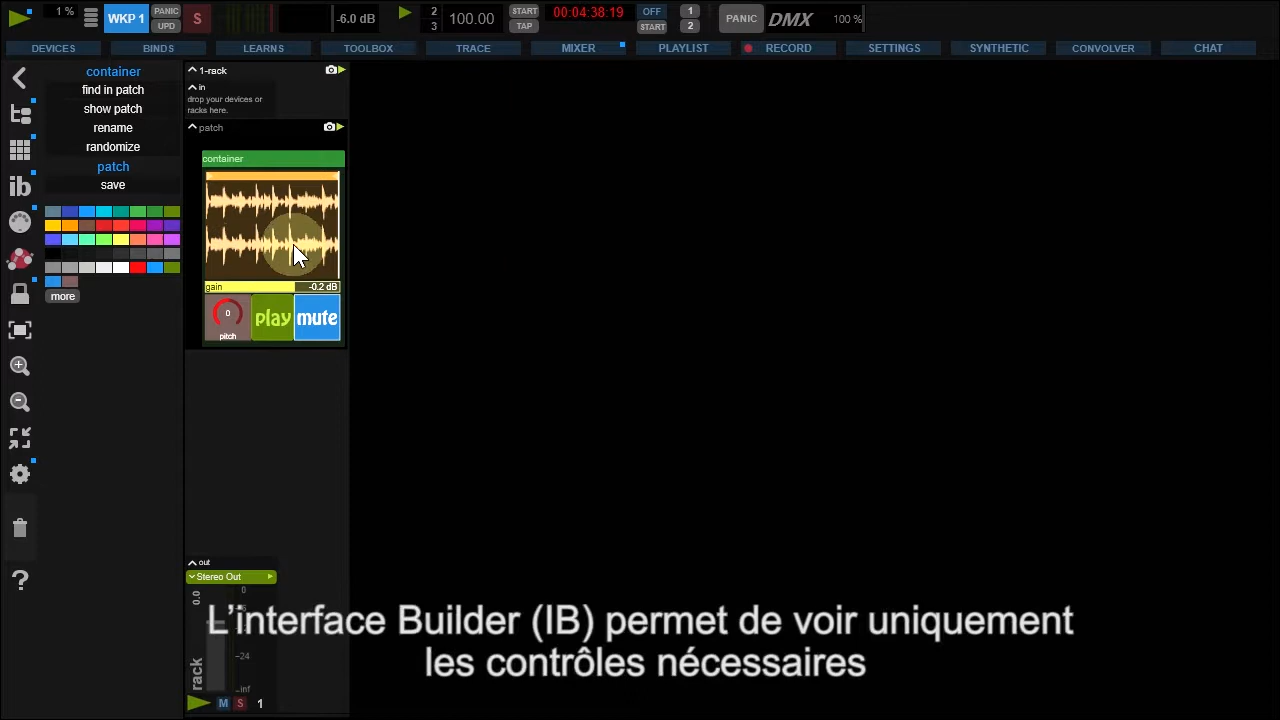 1 % WKP 1 PANIC UPD S -6.0 dB 2 3 100.00 START TAP 00:04:38:19 OFF START 1 2 PANIC DMX 100 %
DEVICES BINDS LEARNS TOOLBOX TRACE MIXER PLAYLIST RECORD SETTINGS SYNTHETIC CONVOLVER CHAT
container
find in patch
show patch
rename
randomize
patch
save
more
ib
?
1-rack
in
drop your devices or
racks here.
patch
container
gain -0.2 dB
0
pitch
play
mute
out
Stereo Out
0.0
0
-24
-inf
rack
M S 1
L’interface Builder (IB) permet de voir uniquement
les contrôles nécessaires